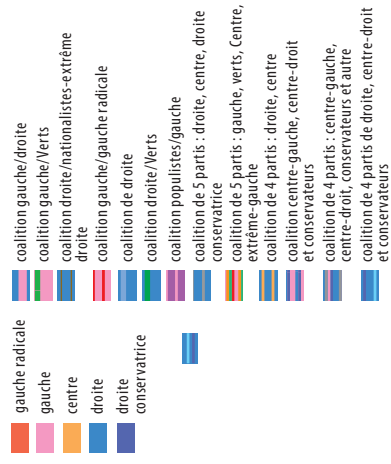 gauche radicale
gauche
centre
droite
droite
conservatrice
coalition gauche/droite
coalition gauche/Verts
coalition droite/nationalistes-extrême
droite
coalition gauche/gauche radicale
coalition de droite
coalition droite/Verts
coalition populistes/gauche
coalition de 5 partis : droite, centre, droite
conservatrice
coalition de 5 partis : gauche, verts, Centre,
extrême-gauche
coalition de 4 partis : droite, centre
coalition centre-gauche, centre-droit
et conservateurs
coalition de 4 partis : centre-gauche,
centre-droit, conservateurs et autre
coalition de 4 partis de droite, centre-droit
et conservateurs